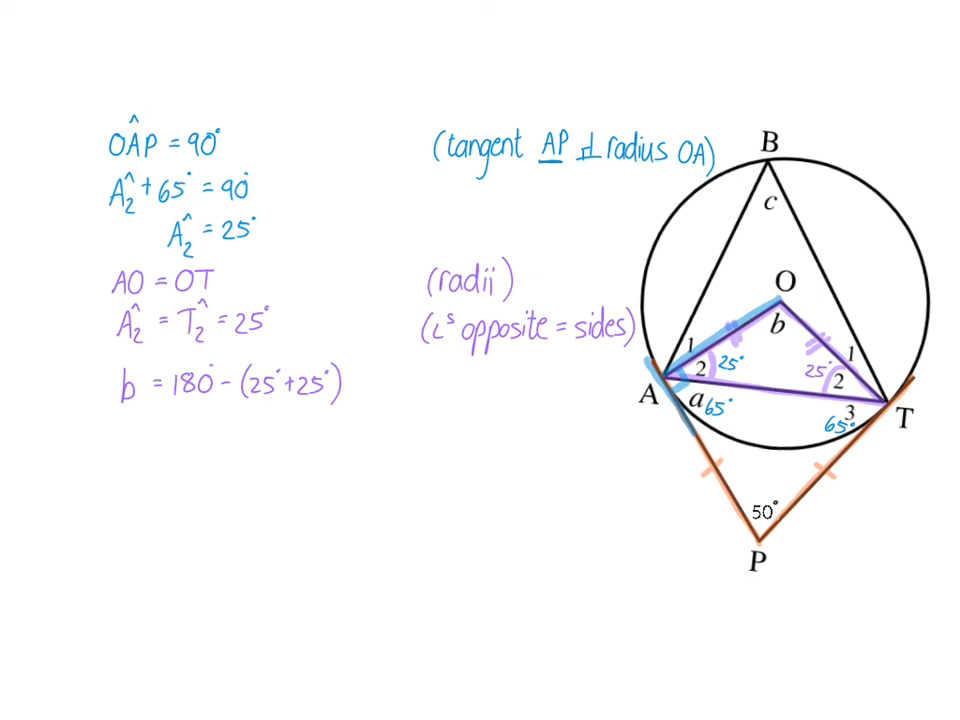 OÂP = 90°
(tangent AP ⊥ radius OA)
Â₂ + 65° = 90°
Â₂ = 25°
AO = OT
(radii)
Â₂ = T̂₂ = 25°
(∠s opposite = sides)
b = 180° - (25° + 25°)
B
c
O
b
1
2
25°
25°
1
2
A
a
65°
65°
3
T
50°
P